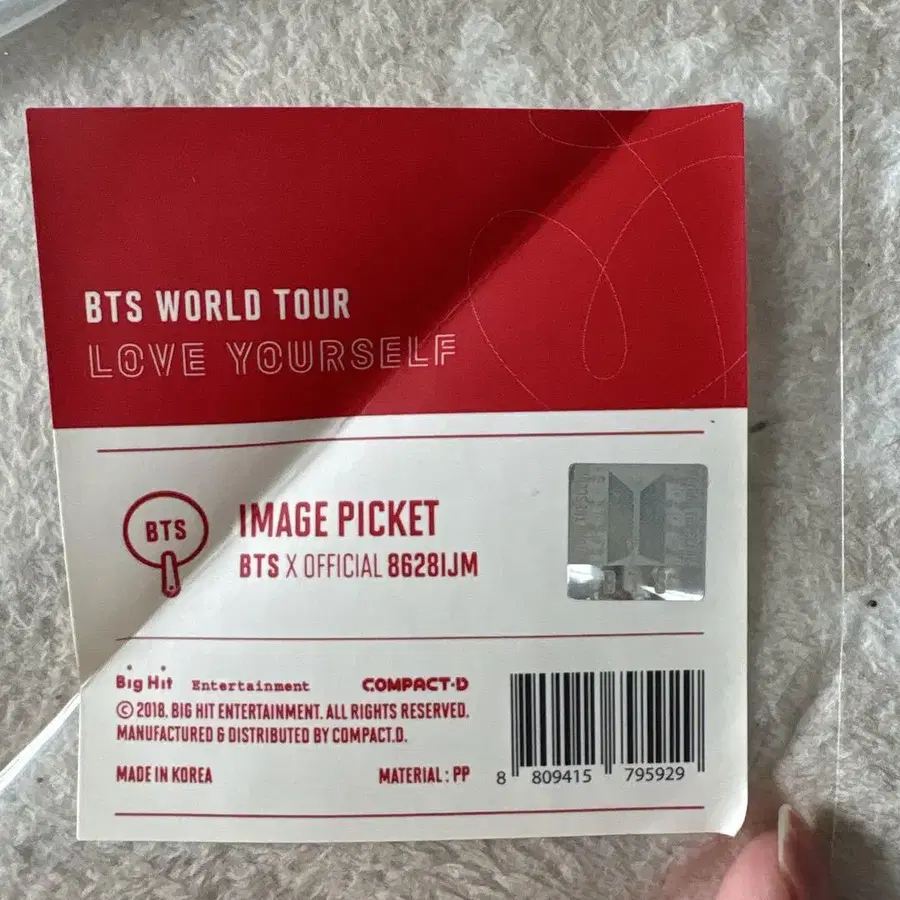 BTS WORLD TOUR
LOVE YOURSELF
BTS
IMAGE PICKET
BTS X OFFICIAL 8628IJM
Big Hit Entertainment
COMPACT·D
© 2018. BIG HIT ENTERTAINMENT. ALL RIGHTS RESERVED.
MANUFACTURED & DISTRIBUTED BY COMPACT.D.
MADE IN KOREA
MATERIAL : PP
8 809415 795929